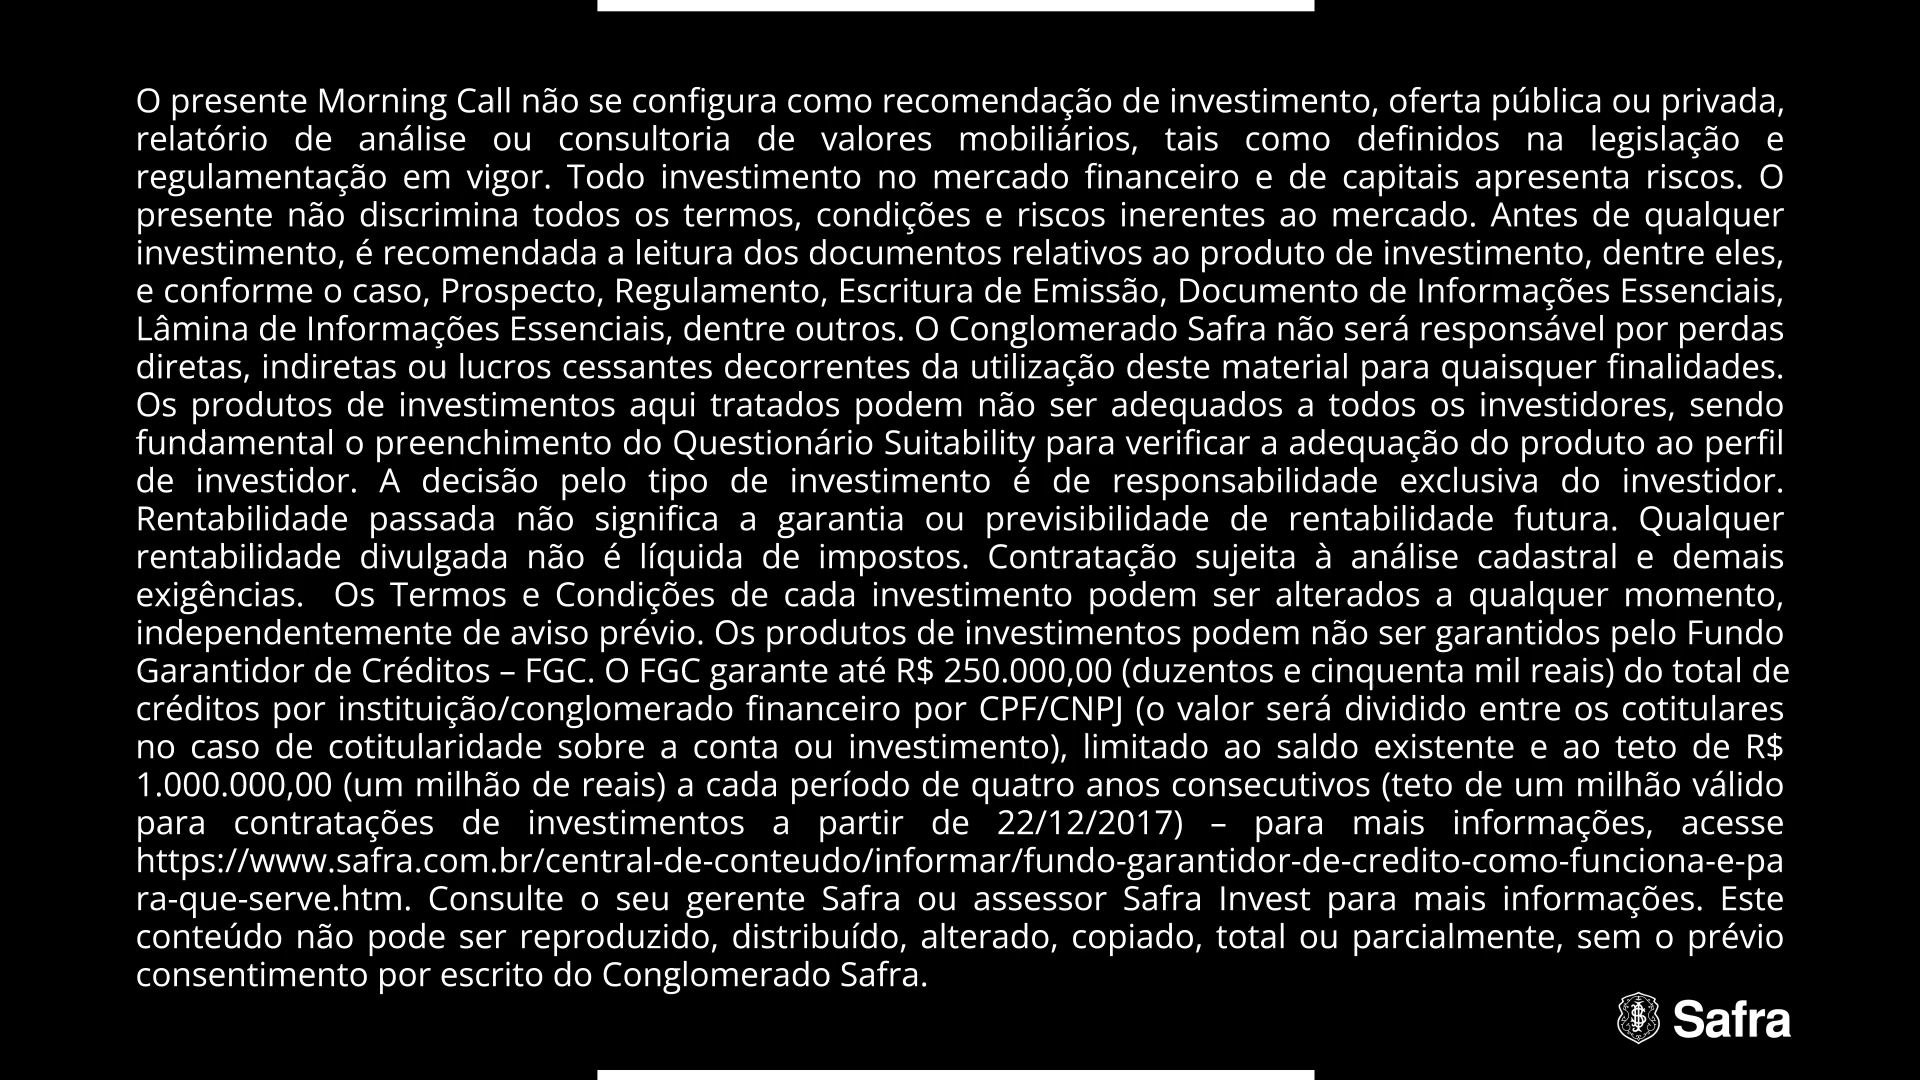 O presente Morning Call não se configura como recomendação de investimento, oferta pública ou privada,
relatório de análise ou consultoria de valores mobiliários, tais como definidos na legislação e
regulamentação em vigor. Todo investimento no mercado financeiro e de capitais apresenta riscos. O
presente não discrimina todos os termos, condições e riscos inerentes ao mercado. Antes de qualquer
investimento, é recomendada a leitura dos documentos relativos ao produto de investimento, dentre eles,
e conforme o caso, Prospecto, Regulamento, Escritura de Emissão, Documento de Informações Essenciais,
Lâmina de Informações Essenciais, dentre outros. O Conglomerado Safra não será responsável por perdas
diretas, indiretas ou lucros cessantes decorrentes da utilização deste material para quaisquer finalidades.
Os produtos de investimentos aqui tratados podem não ser adequados a todos os investidores, sendo
fundamental o preenchimento do Questionário Suitability para verificar a adequação do produto ao perfil
de investidor. A decisão pelo tipo de investimento é de responsabilidade exclusiva do investidor.
Rentabilidade passada não significa a garantia ou previsibilidade de rentabilidade futura. Qualquer
rentabilidade divulgada não é líquida de impostos. Contratação sujeita à análise cadastral e demais
exigências. Os Termos e Condições de cada investimento podem ser alterados a qualquer momento,
independentemente de aviso prévio. Os produtos de investimentos podem não ser garantidos pelo Fundo
Garantidor de Créditos – FGC. O FGC garante até R$ 250.000,00 (duzentos e cinquenta mil reais) do total de
créditos por instituição/conglomerado financeiro por CPF/CNPJ (o valor será dividido entre os cotitulares
no caso de cotitularidade sobre a conta ou investimento), limitado ao saldo existente e ao teto de R$
1.000.000,00 (um milhão de reais) a cada período de quatro anos consecutivos (teto de um milhão válido
para contratações de investimentos a partir de 22/12/2017) – para mais informações, acesse
https://www.safra.com.br/central-de-conteudo/informar/fundo-garantidor-de-credito-como-funciona-e-pa
ra-que-serve.htm. Consulte o seu gerente Safra ou assessor Safra Invest para mais informações. Este
conteúdo não pode ser reproduzido, distribuído, alterado, copiado, total ou parcialmente, sem o prévio
consentimento por escrito do Conglomerado Safra.
Safra